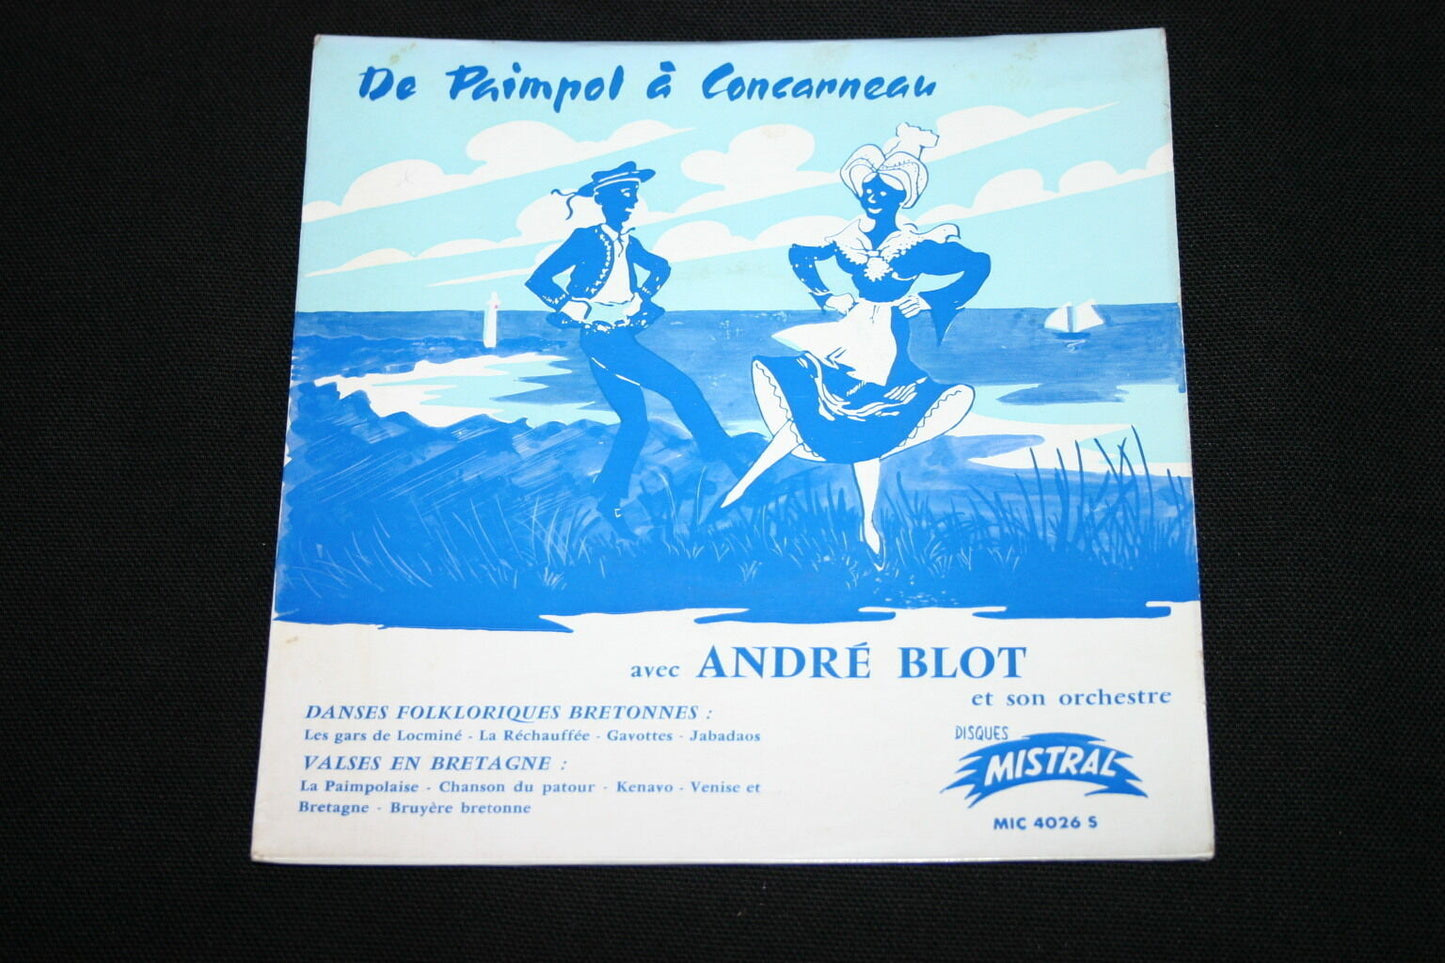 De Paimpol à Concarneau
avec ANDRÉ BLOT
et son orchestre
DANSES FOLKLORIQUES BRETONNES :
Les gars de Locminé - La Réchauffée - Gavottes - Jabadaos
VALSES EN BRETAGNE :
La Paimpolaise - Chanson du patour - Kenavo - Venise et
Bretagne - Bruyère bretonne
DISQUES
MISTRAL
MIC 4026 S